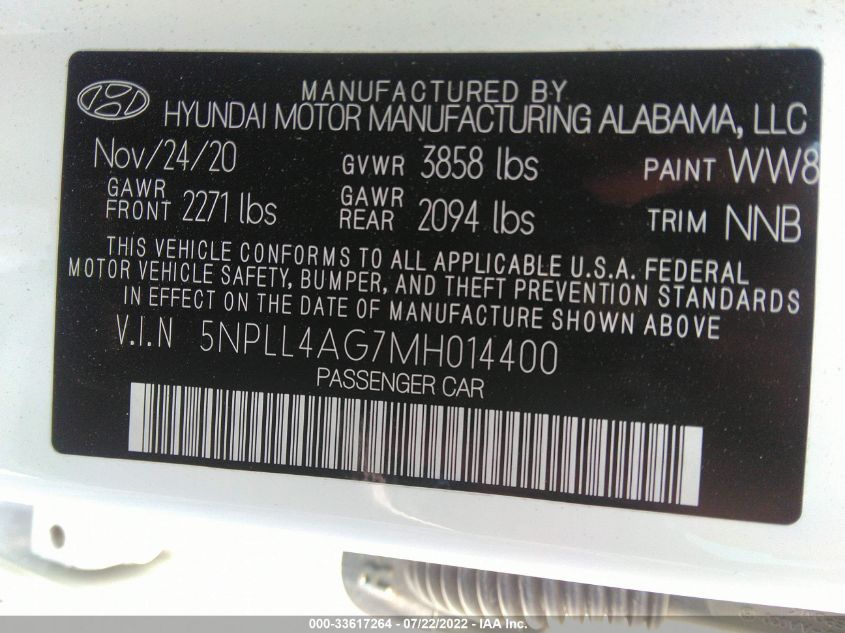 MANUFACTURED BY
HYUNDAI MOTOR MANUFACTURING ALABAMA, LLC
Nov/24/20 GVWR 3858 lbs PAINT WW8
GAWR FRONT 2271 lbs GAWR REAR 2094 lbs TRIM NNB
THIS VEHICLE CONFORMS TO ALL APPLICABLE U.S.A. FEDERAL
MOTOR VEHICLE SAFETY, BUMPER, AND THEFT PREVENTION STANDARDS
IN EFFECT ON THE DATE OF MANUFACTURE SHOWN ABOVE
V.I.N 5NPLL4AG7MH014400
PASSENGER CAR
000-33617264 - 07/22/2022 - IAA Inc.